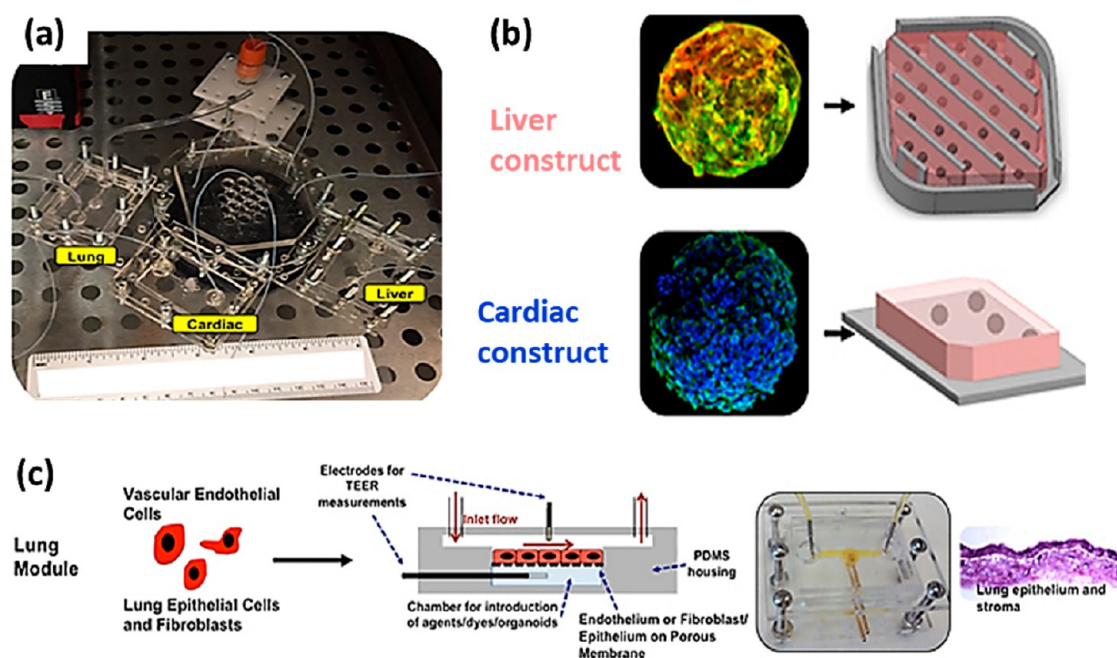 (a)
Lung
Cardiac
Liver
(b)
Liver
construct
Cardiac
construct
(c)
Lung
Module
Vascular Endothelial
Cells
Lung Epithelial Cells
and Fibroblasts
Electrodes for
TEER
measurements
Inlet flow
PDMS
housing
Chamber for introduction
of agents/dyes/organoids
Endothelium or Fibroblast/
Epithelium on Porous
Membrane
Lung epithelium and
stroma